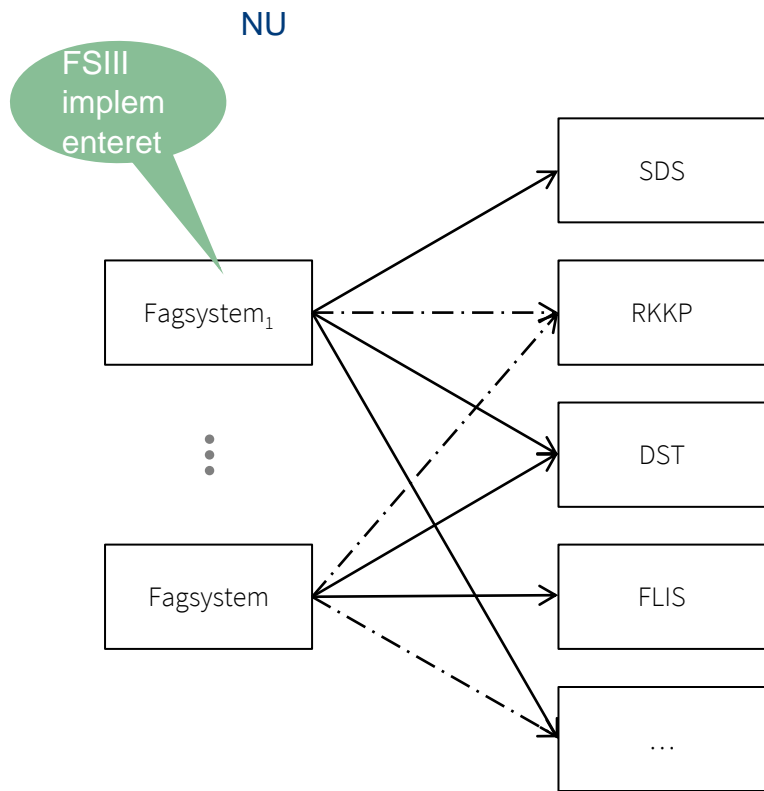 NU
FSIII
implem
enteret
SDS
Fagsystem₁
RKKP
DST
Fagsystem
FLIS
...